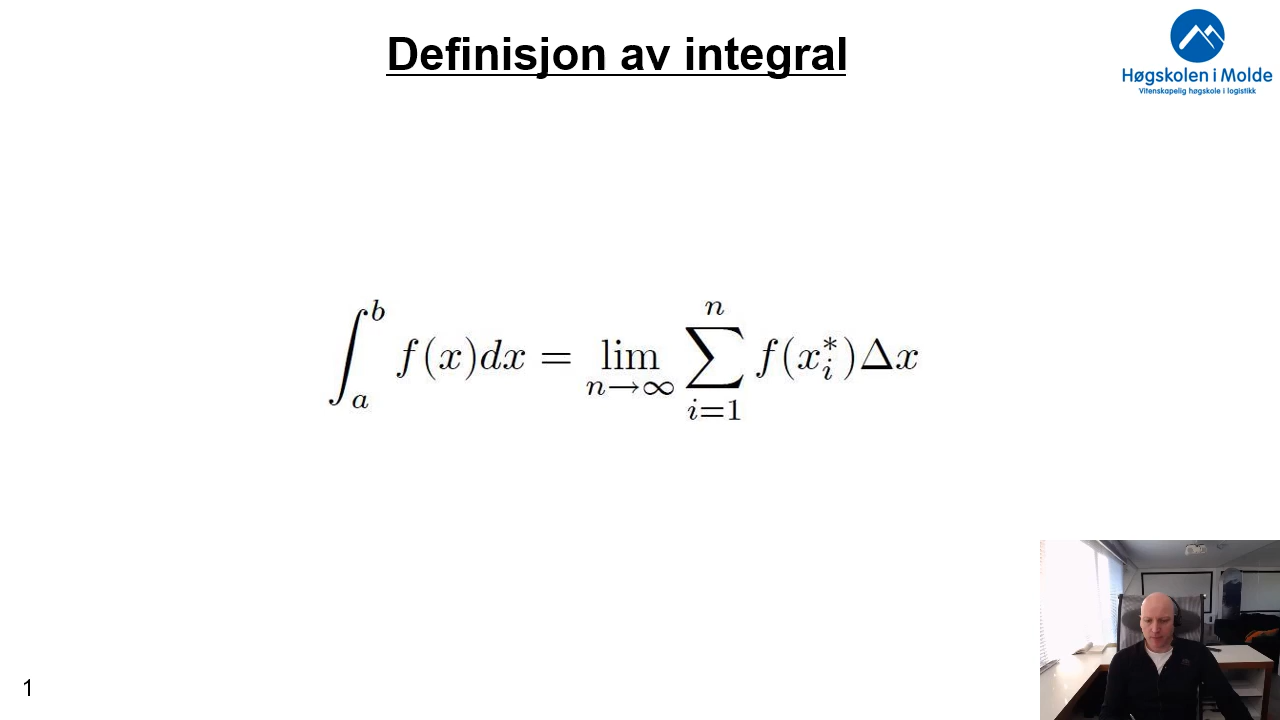 Definisjon av integral
Høgskolen i Molde
Vitenskapelig høgskole i logistikk
∫_a^b f(x)dx = lim_{n→∞} ∑_{i=1}^{n} f(x_i^*)Δx
1